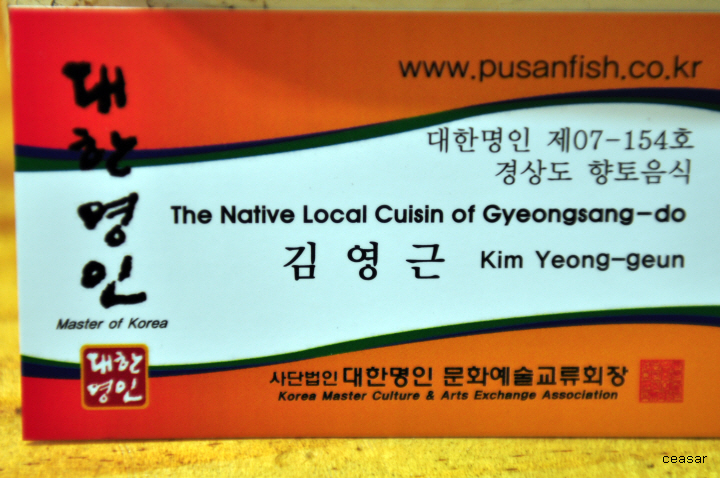 www.pusanfish.co.kr
대한명인
Master of Korea
대한
명인
대한명인 제07-154호
경상도 향토음식
The Native Local Cuisin of Gyeongsang-do
김 영 근 Kim Yeong-geun
사단법인 대한명인 문화예술교류회장
Korea Master Culture & Arts Exchange Association
ceasar